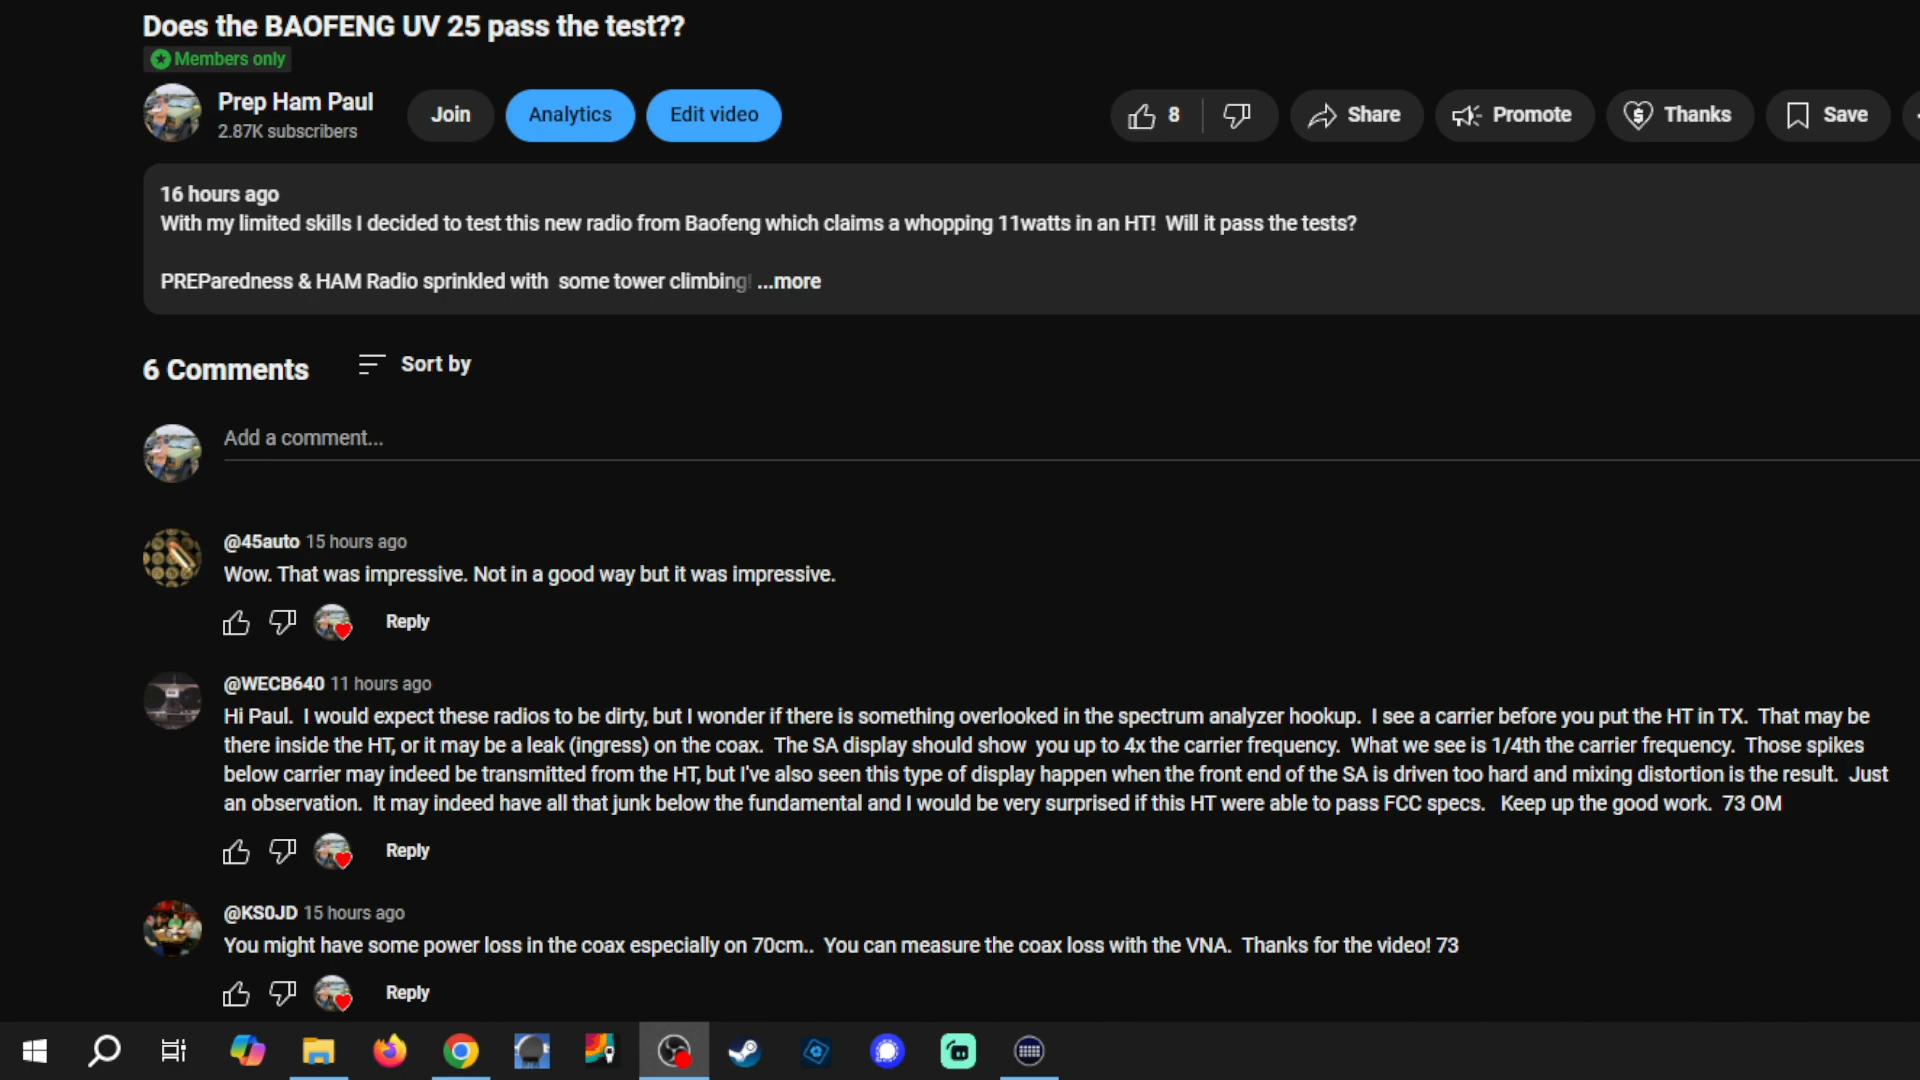 Does the BAOFENG UV 25 pass the test??
Members only
Prep Ham Paul
2.87K subscribers
Join
Analytics
Edit video
8
Share
Promote
Thanks
Save
16 hours ago
With my limited skills I decided to test this new radio from Baofeng which claims a whopping 11watts in an HT!  Will it pass the tests?
PREParedness & HAM Radio sprinkled with  some tower climbing! ...more
6 Comments
Sort by
Add a comment...
@45auto 15 hours ago
Wow. That was impressive. Not in a good way but it was impressive.
Reply
@WECB640 11 hours ago
Hi Paul.  I would expect these radios to be dirty, but I wonder if there is something overlooked in the spectrum analyzer hookup.  I see a carrier before you put the HT in TX.  That may be
there inside the HT, or it may be a leak (ingress) on the coax.  The SA display should show  you up to 4x the carrier frequency.  What we see is 1/4th the carrier frequency.  Those spikes
below carrier may indeed be transmitted from the HT, but I've also seen this type of display happen when the front end of the SA is driven too hard and mixing distortion is the result.  Just
an observation.  It may indeed have all that junk below the fundamental and I would be very surprised if this HT were able to pass FCC specs.   Keep up the good work.  73 OM
Reply
@KS0JD 15 hours ago
You might have some power loss in the coax especially on 70cm..  You can measure the coax loss with the VNA.  Thanks for the video! 73
Reply